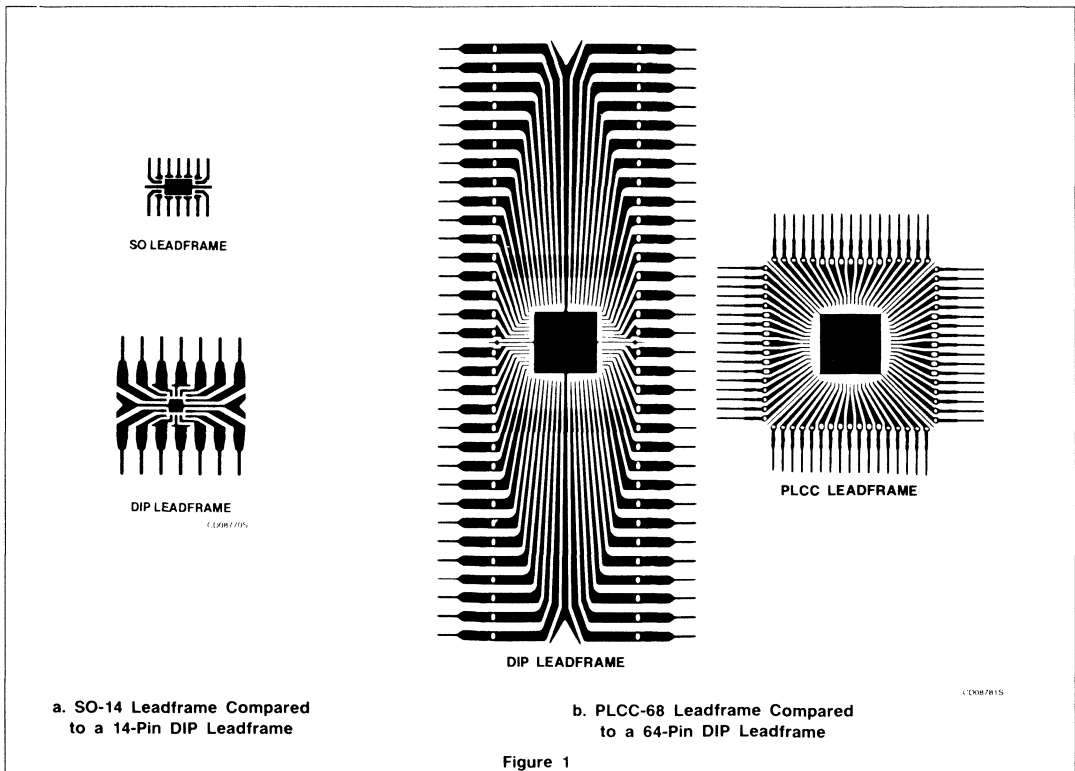 SO LEADFRAME
DIP LEADFRAME
CD08770S
DIP LEADFRAME
PLCC LEADFRAME
CD08781S
a. SO-14 Leadframe Compared
to a 14-Pin DIP Leadframe
b. PLCC-68 Leadframe Compared
to a 64-Pin DIP Leadframe
Figure 1